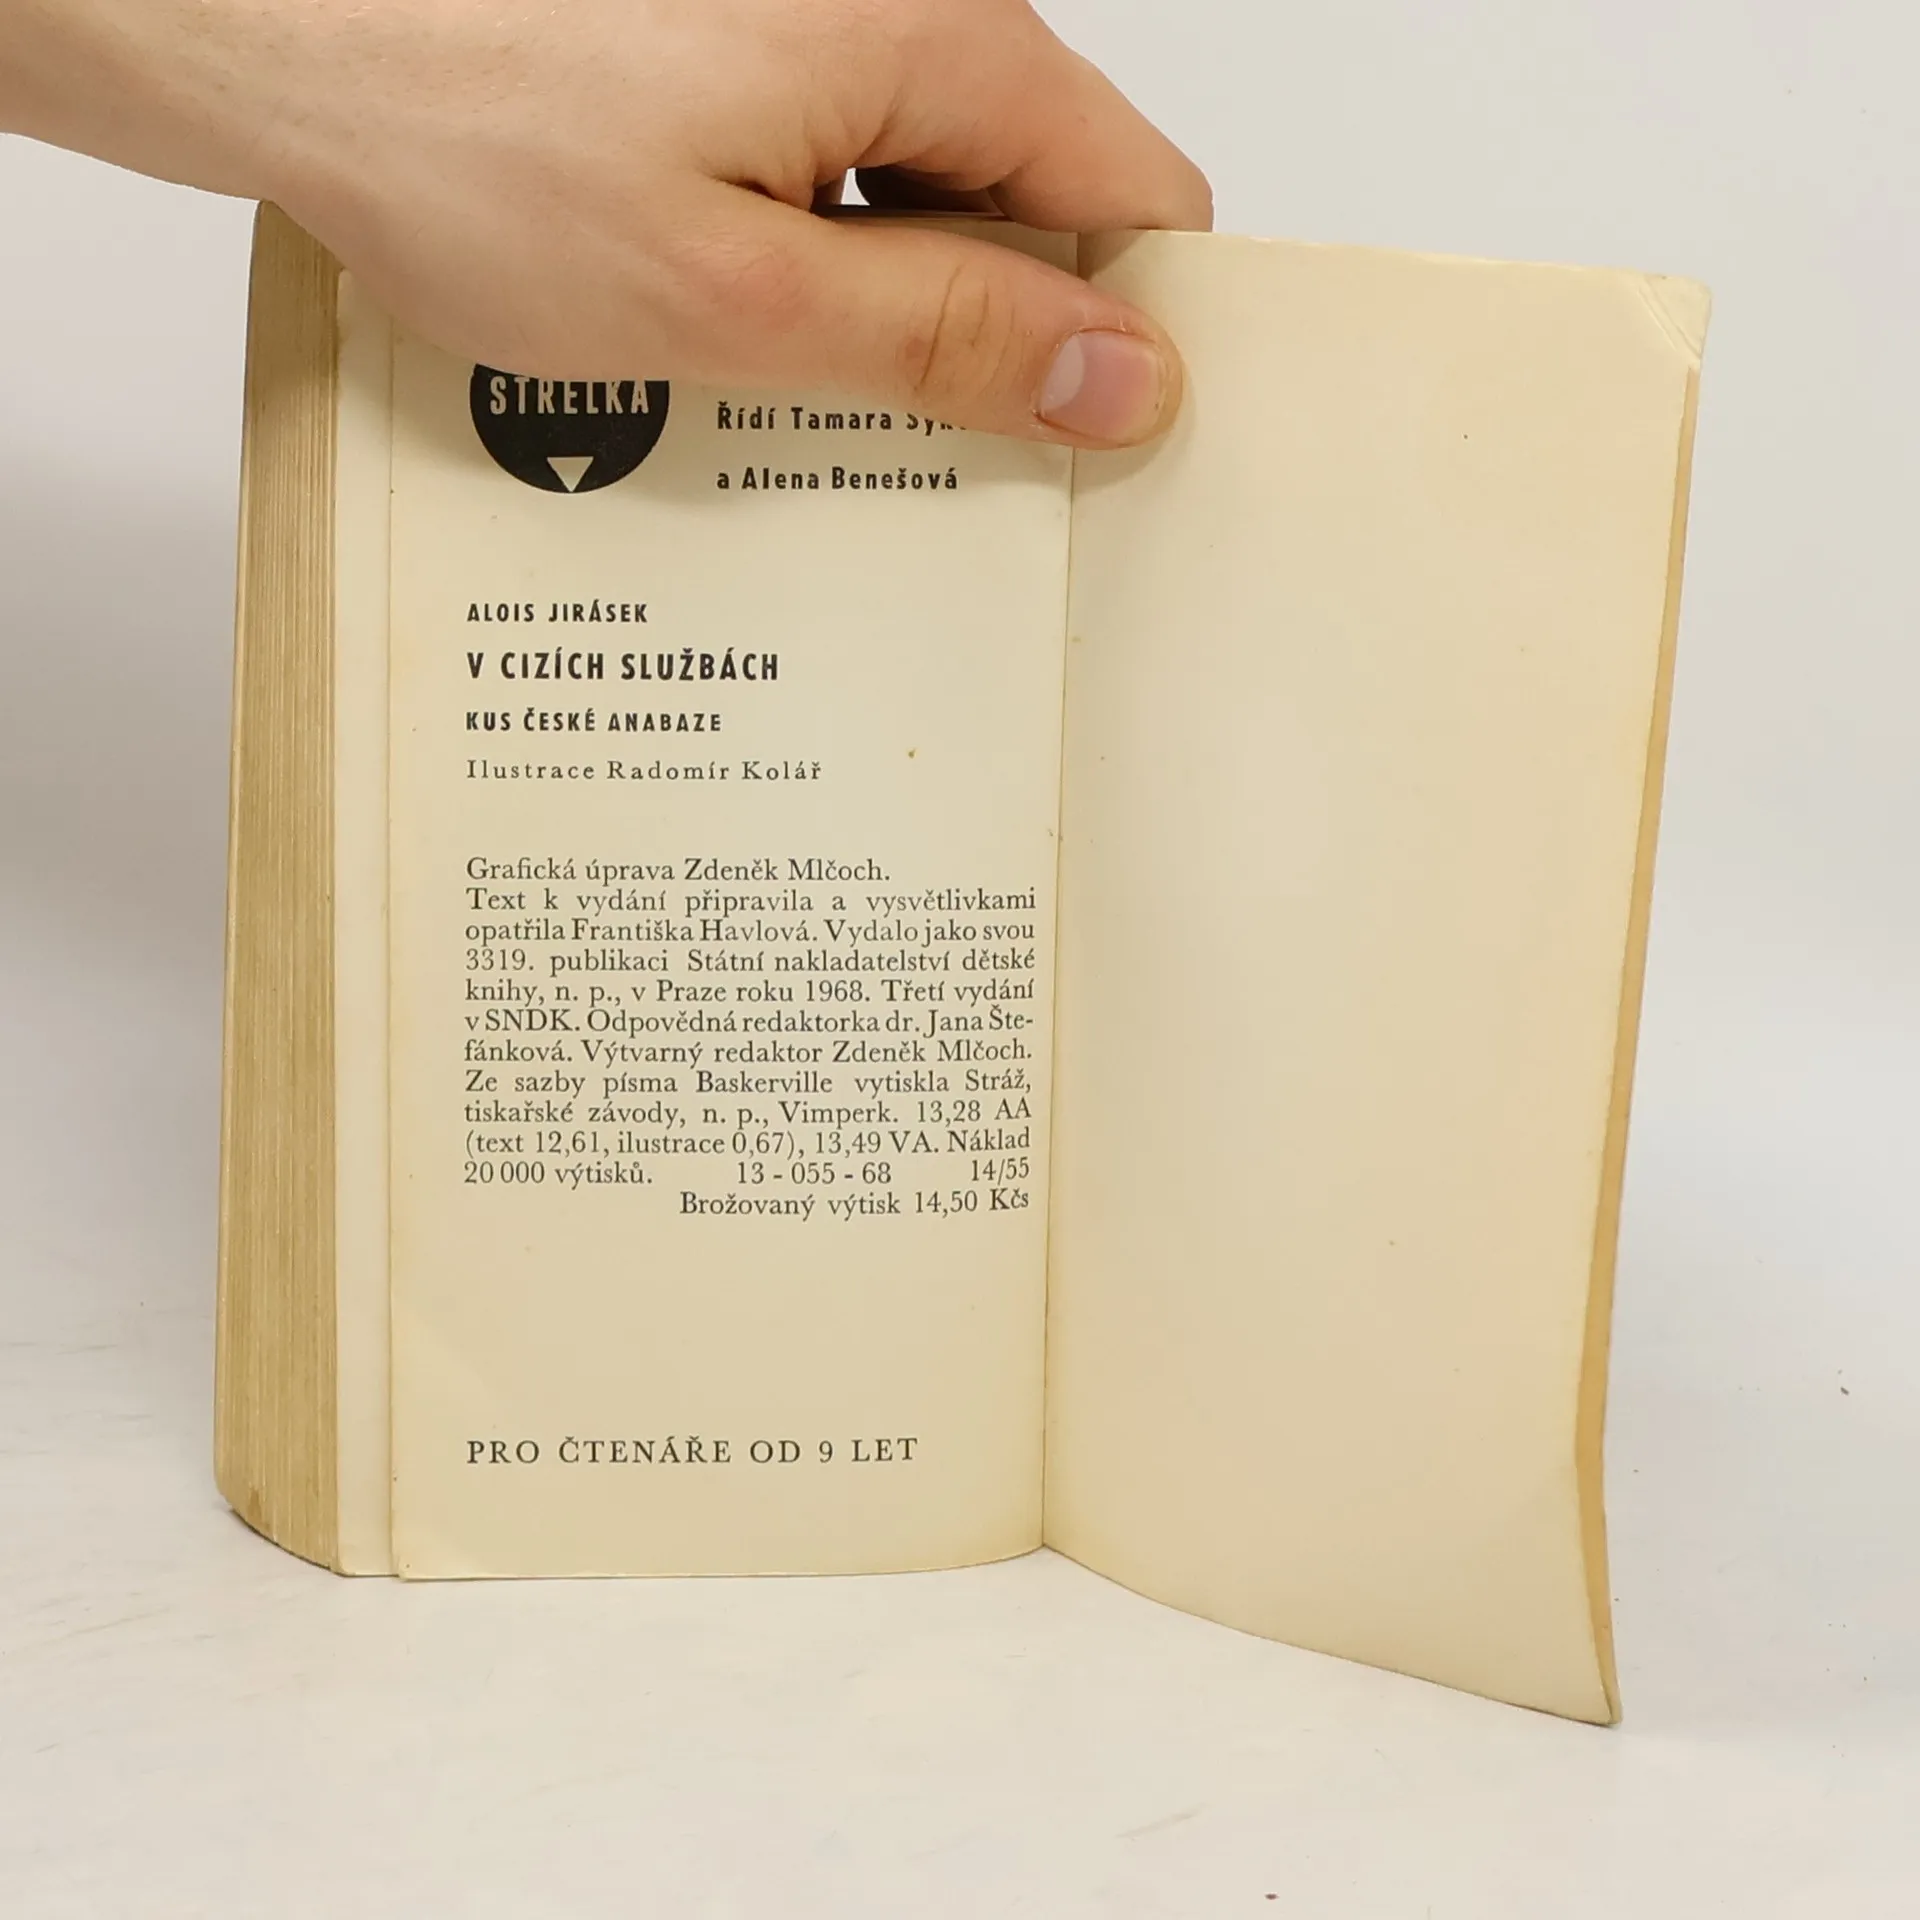 STŘELKA
Řídí Tamara
a Alena Benešová
ALOIS JIRÁSEK
V CIZÍCH SLUŽBÁCH
KUS ČESKÉ ANABAZE
Ilustrace Radomír Kolář
Grafická úprava Zdeněk Mlčoch.
Text k vydání připravila a vysvětlivkami
opatřila Františka Havlová. Vydalo jako svou
3319. publikaci Státní nakladatelství dětské
knihy, n. p., v Praze roku 1968. Třetí vydání
v SNDK. Odpovědná redaktorka dr. Jana Šte-
fánková. Výtvarný redaktor Zdeněk Mlčoch.
Ze sazby písma Baskerville vytiskla Stráž,
tiskařské závody, n. p., Vimperk. 13,28 AA
(text 12,61, ilustrace 0,67), 13,49 VA. Náklad
20 000 výtisků. 13 - 055 - 68 14/55
Brožovaný výtisk 14,50 Kčs
PRO ČTENÁŘE OD 9 LET